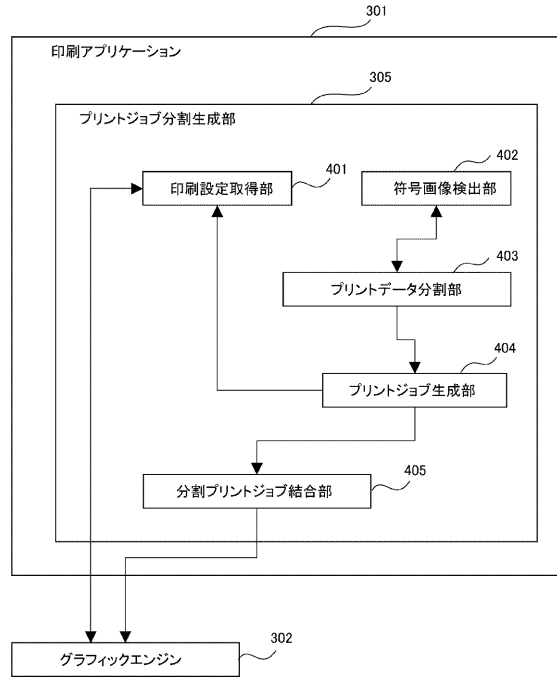 301
印刷アプリケーション
305
プリントジョブ分割生成部
401
印刷設定取得部
402
符号画像検出部
403
プリントデータ分割部
404
プリントジョブ生成部
405
分割プリントジョブ結合部
グラフィックエンジン
302